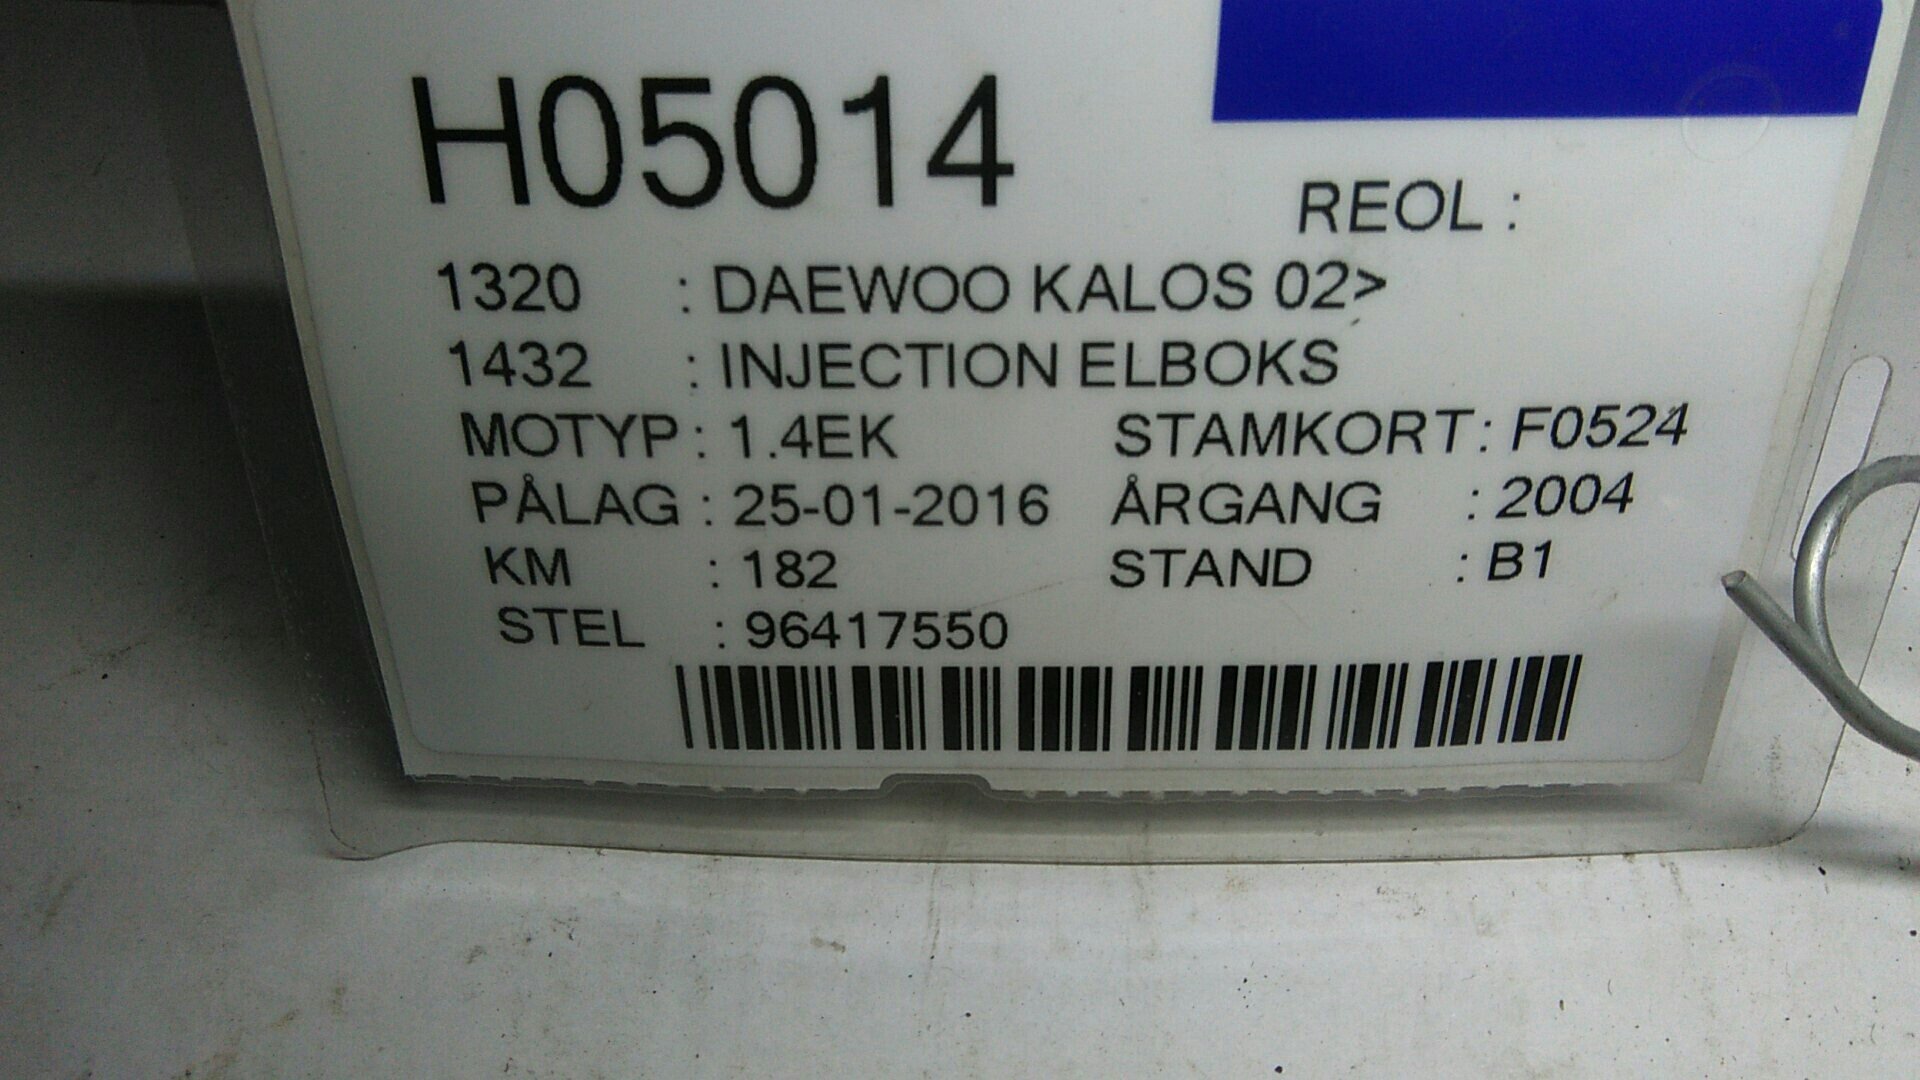 H05014
REOL :
1320 : DAEWOO KALOS 02>
1432 : INJECTION ELBOKS
MOTYP : 1.4EK STAMKORT : F0524
PÅLAG : 25-01-2016 ÅRGANG : 2004
KM : 182 STAND : B1
STEL : 96417550